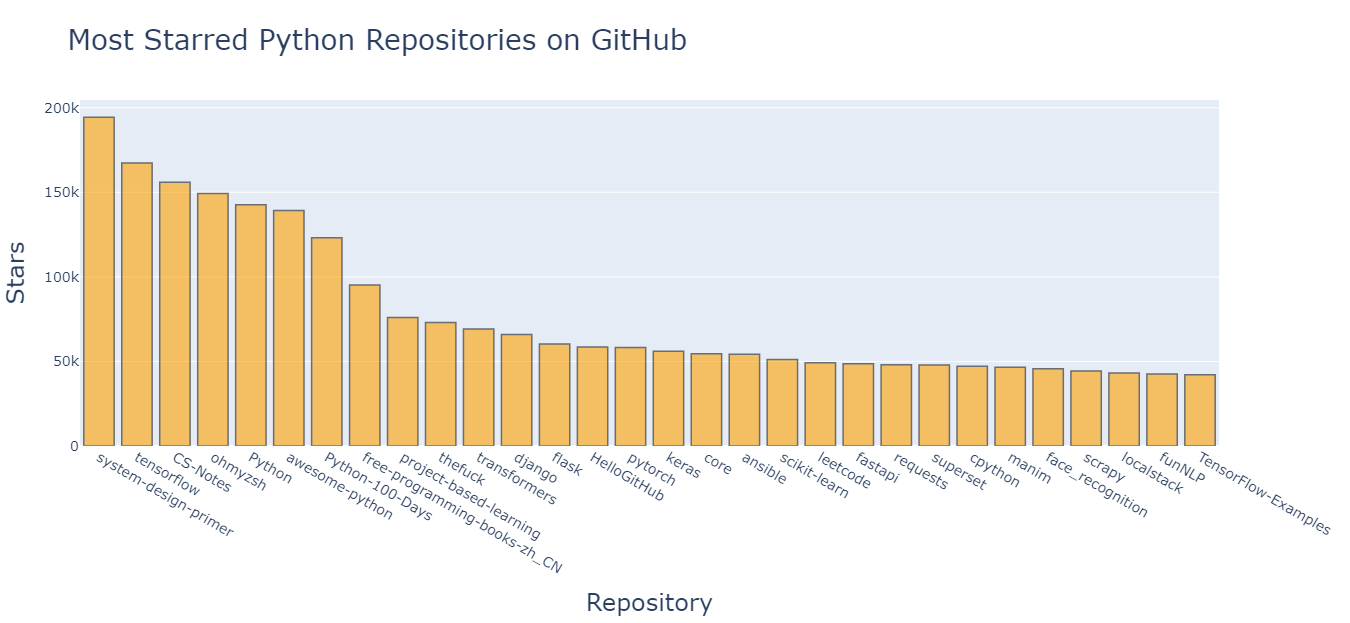 Most Starred Python Repositories on GitHub
Stars
200k
150k
100k
50k
0
system-design-primer
tensorflow
CS-Notes
ohmyzsh
Python
awesome-python
Python-100-Days
free-programming-books-zh_CN
project-based-learning
thefuck
transformers
django
flask
HelloGitHub
pytorch
keras
core
ansible
scikit-learn
leetcode
fastapi
requests
superset
cpython
manim
face_recognition
scrapy
localstack
funNLP
TensorFlow-Examples
Repository